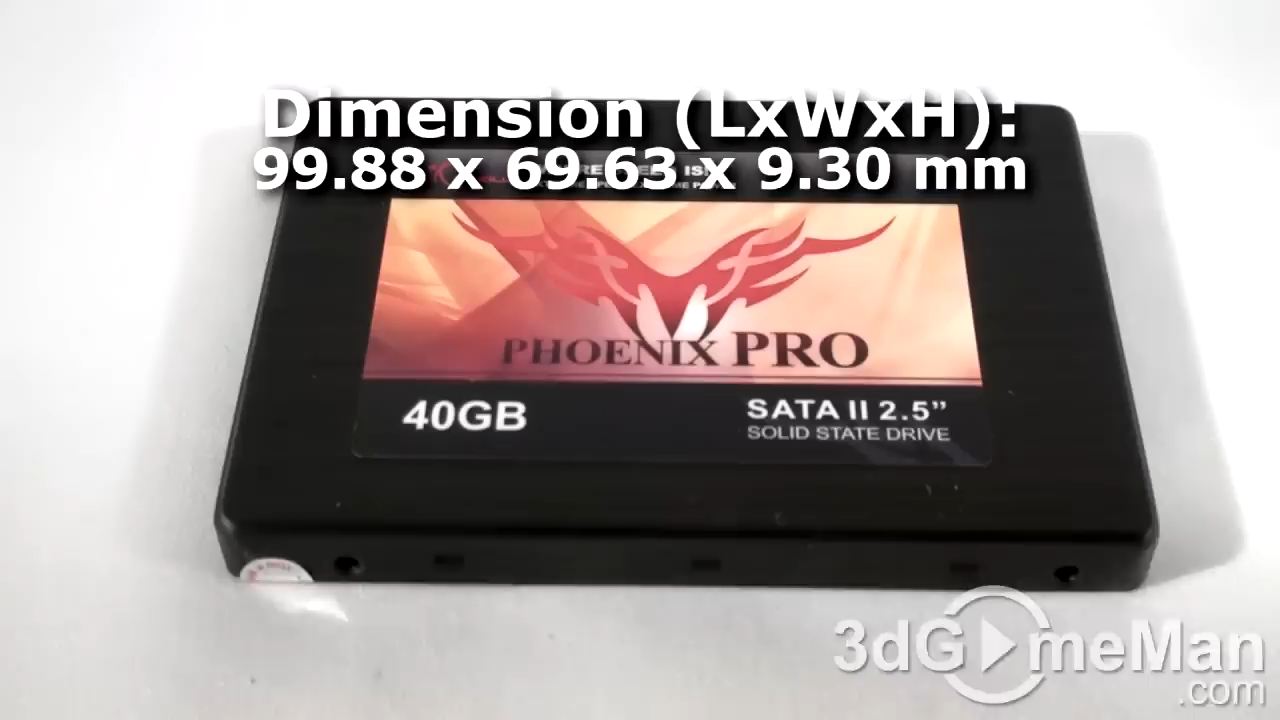 Dimension (LxWxH):
99.88 x 69.63 x 9.30 mm
PHOENIX PRO
40GB
SATA II 2.5”
SOLID STATE DRIVE
3dGameMan
.com